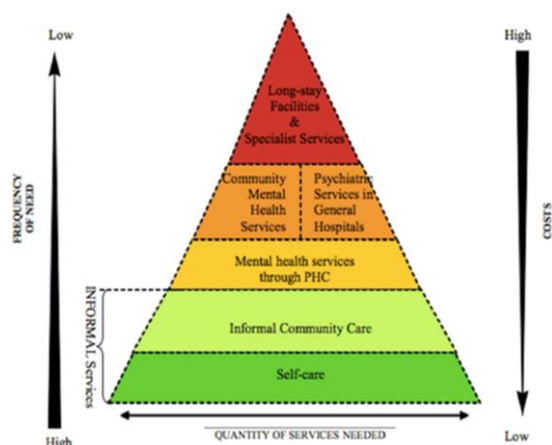 Low
High
Long-stay
Facilities
&
Specialist Services
Community
Mental
Health
Services
Psychiatric
Services in
General
Hospitals
FREQUENCY
OF NEED
COSTS
Mental health services
through PHC
INFORMAL Services
Informal Community Care
Self-care
High
Low
QUANTITY OF SERVICES NEEDED